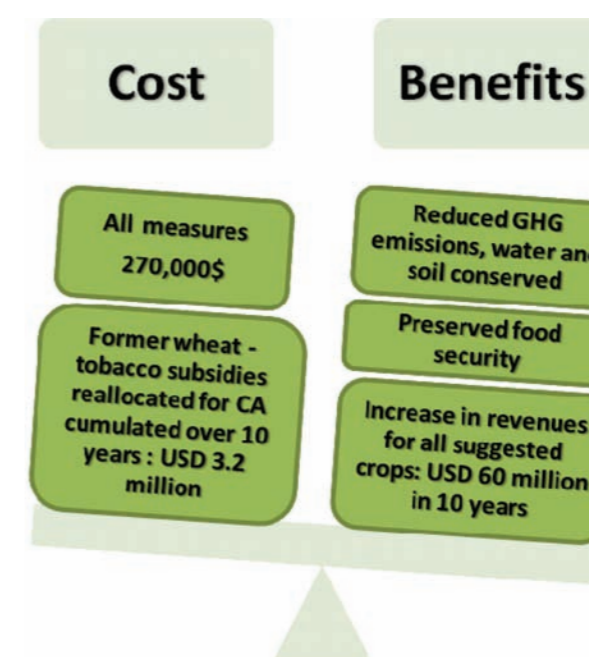 Cost
All measures
270,000$
Former wheat -
tobacco subsidies
reallocated for CA
cumulated over 10
years : USD 3.2
million
Benefits
Reduced GHG
emissions, water and
soil conserved
Preserved food
security
Increase in revenues
for all suggested
crops: USD 60 million
in 10 years